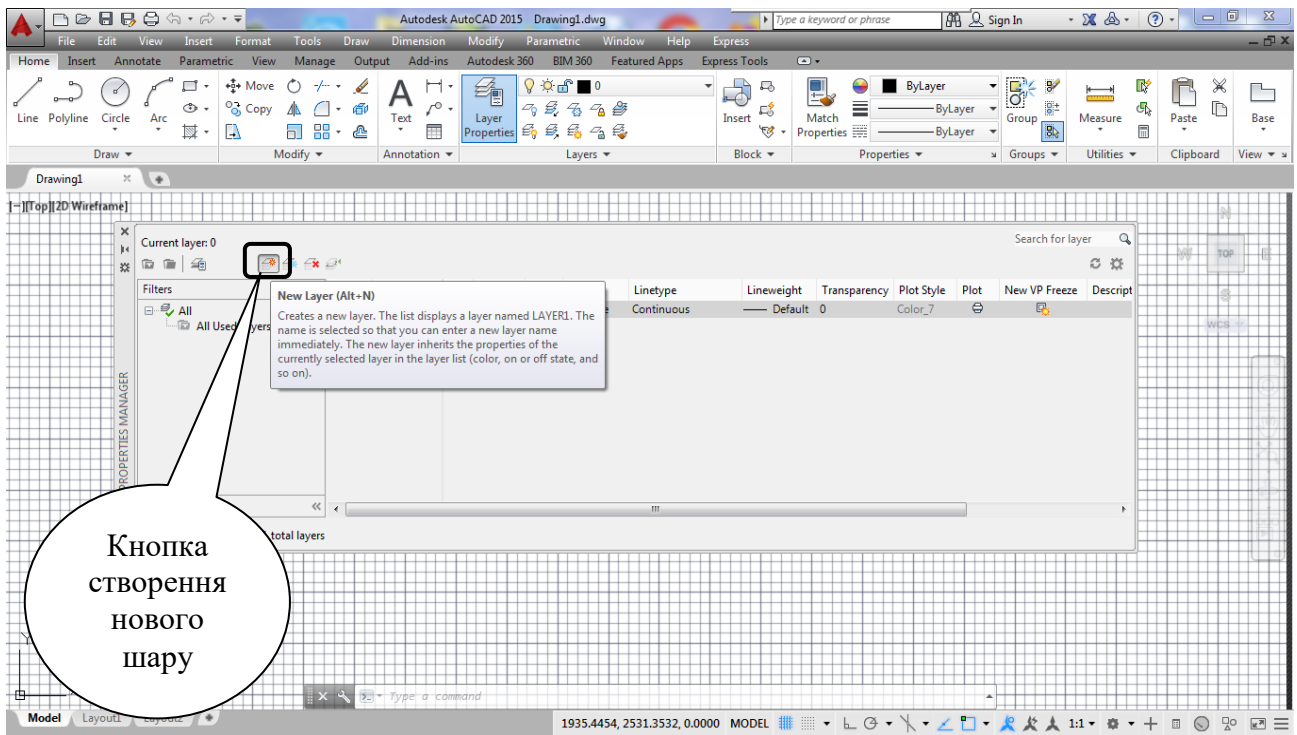 Autodesk AutoCAD 2015 Drawing1.dwg Type a keyword or phrase Sign In
File Edit View Insert Format Tools Draw Dimension Modify Parametric Window Help Express
Home Insert Annotate Parametric View Manage Output Add-ins Autodesk 360 BIM 360 Featured Apps Express Tools
Move
Copy
0
ByLayer
ByLayer
ByLayer
Line Polyline Circle Arc
Text
Layer
Properties
Insert
Match
Properties
Group
Measure
Paste
Base
Draw Modify Annotation Layers Block Properties Groups Utilities Clipboard View
Drawing1
[−][Top][2D Wireframe]
N
W TOP E
S
WCS
Current layer: 0
Search for layer
Filters
Linetype Lineweight Transparency Plot Style Plot New VP Freeze Descript
All
Continuous Default 0 Color_7
New Layer (Alt+N)
Creates a new layer. The list displays a layer named LAYER1. The
name is selected so that you can enter a new layer name
immediately. The new layer inherits the properties of the
currently selected layer in the layer list (color, on or off state, and
so on).
All Used
PROPERTIES MANAGER
total layers
Кнопка
створення
нового
шару
Y
Type a command
Model Layout1 Layout2
1935.4454, 2531.3532, 0.0000 MODEL 1:1